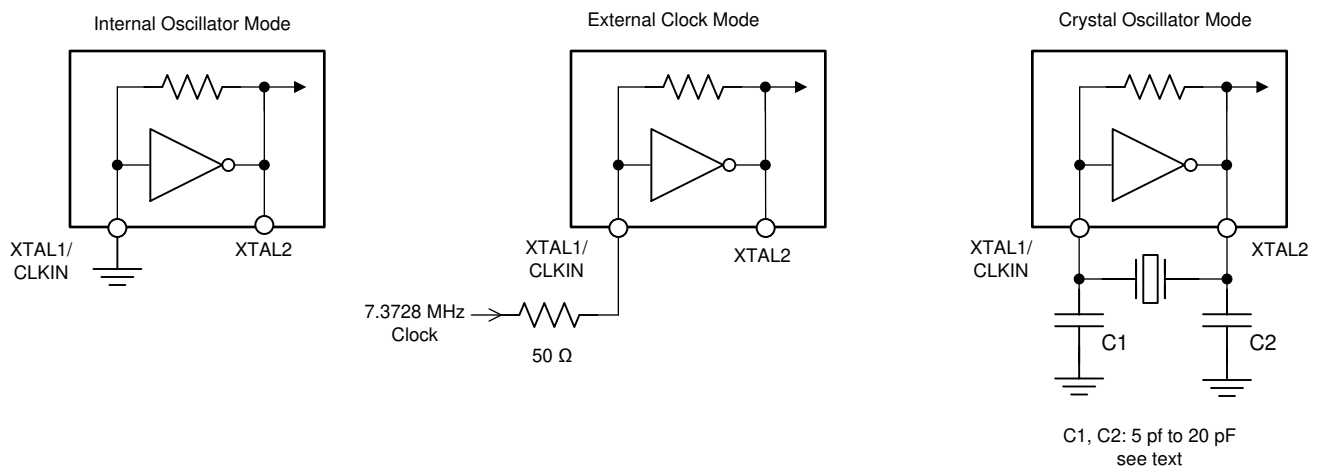 Internal Oscillator Mode
XTAL1/
CLKIN
XTAL2
External Clock Mode
XTAL1/
CLKIN
XTAL2
7.3728 MHz
Clock
50 Ω
Crystal Oscillator Mode
XTAL1/
CLKIN
XTAL2
C1
C2
C1, C2: 5 pf to 20 pF
see text